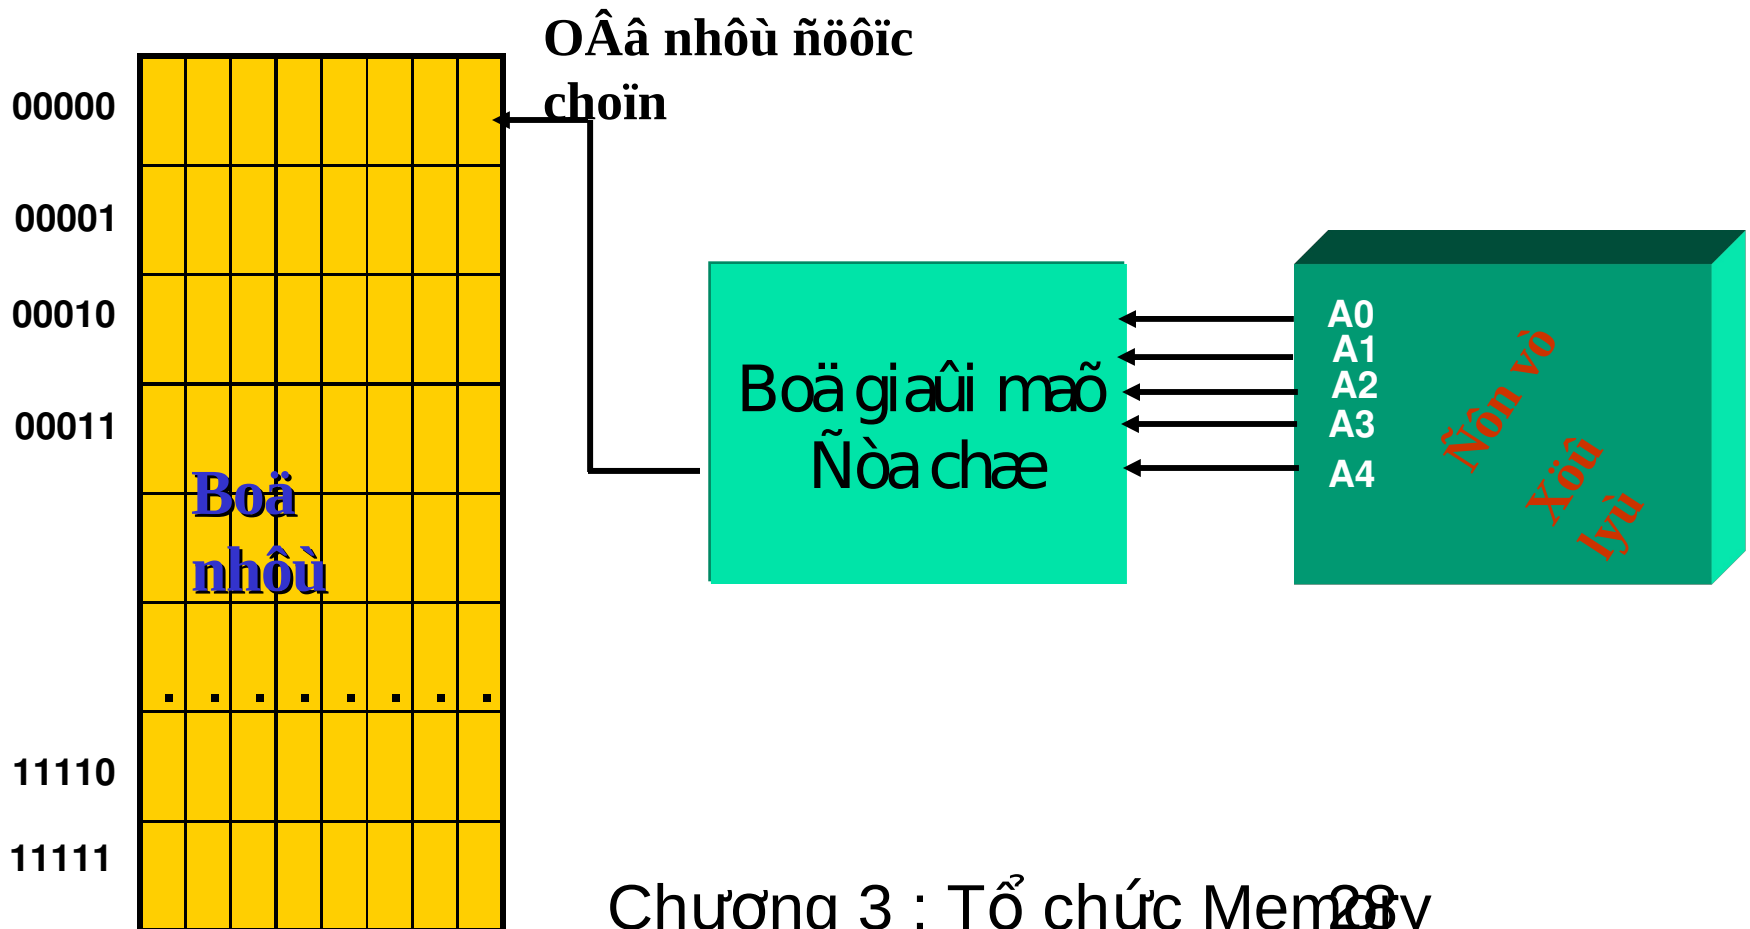 OÂâ nhôù ñöôïc
choïn
00000
00001
00010
00011
Boä
nhôù
11110
11111
Boä giaûi maõ
Ñòa chæ
A0
A1
A2
A3
A4
Ñôn vò
Xöû
lyù
Chương 3 : Tổ chức Memory
28